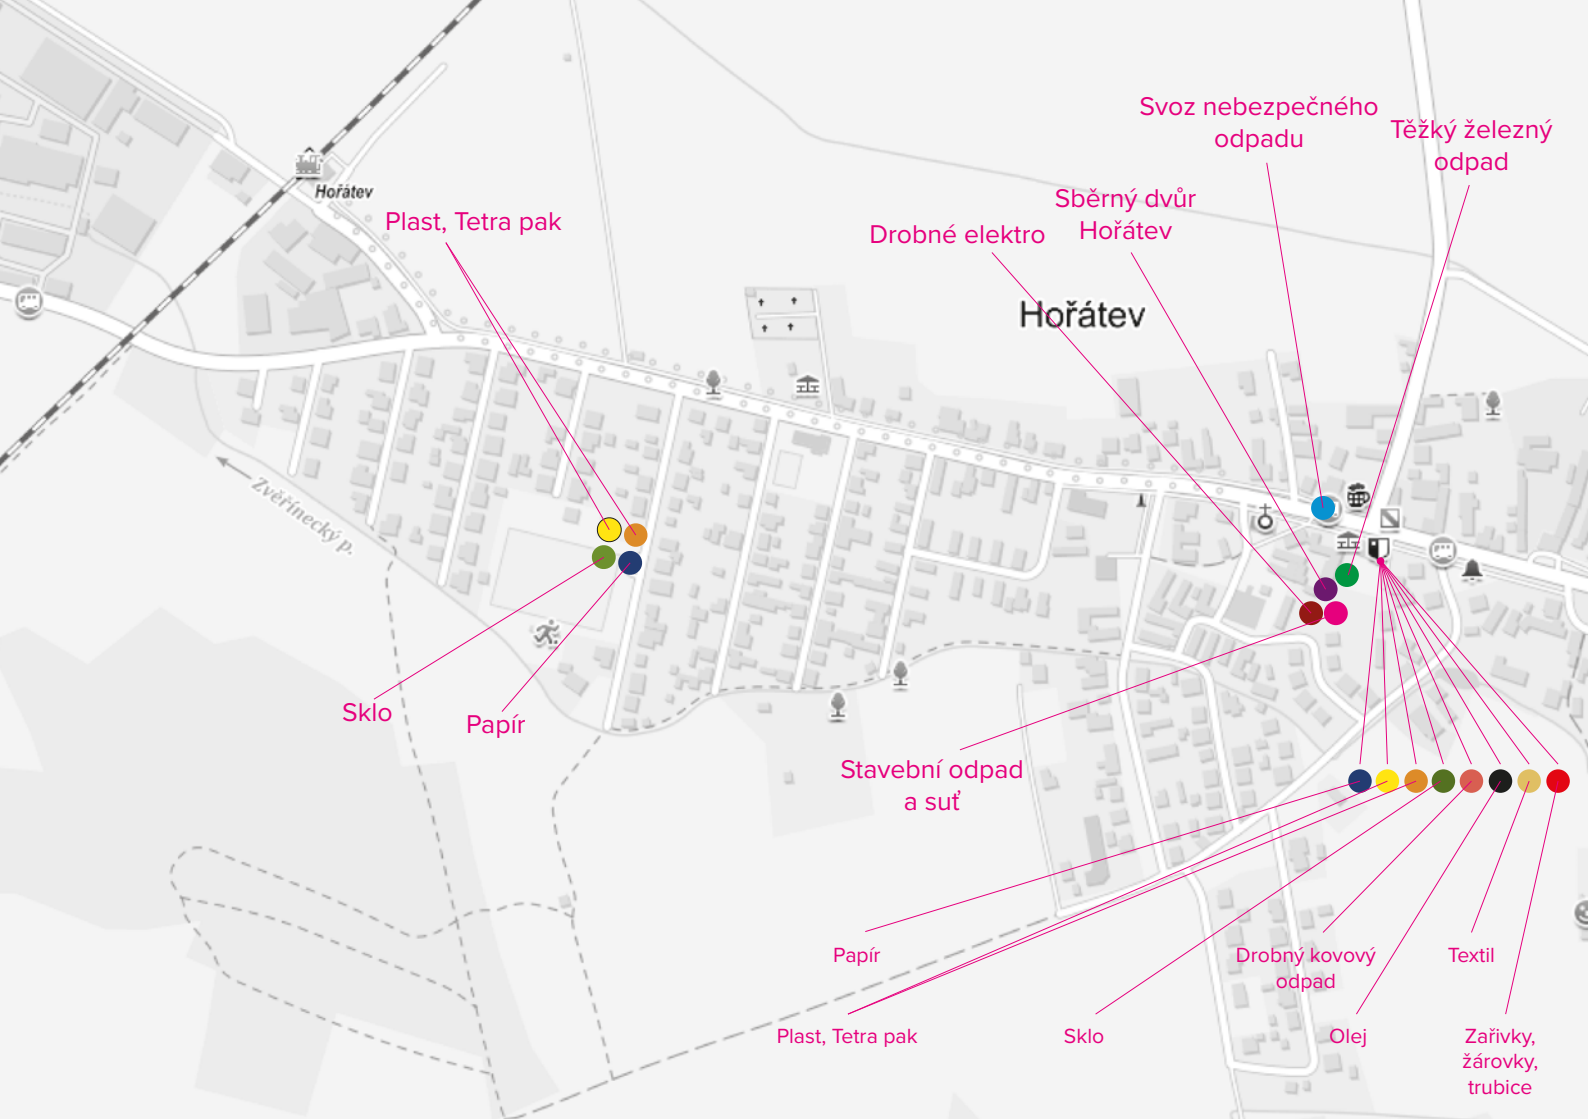 Svoz nebezpečného
odpadu
Těžký železný
odpad
Hořátev
Sběrný dvůr
Hořátev
Plast, Tetra pak
Drobné elektro
Hořátev
Zvěřínecký p.
Sklo
Papír
Stavební odpad
a suť
Papír
Drobný kovový
odpad
Textil
Plast, Tetra pak
Sklo
Olej
Zařivky,
žárovky,
trubice